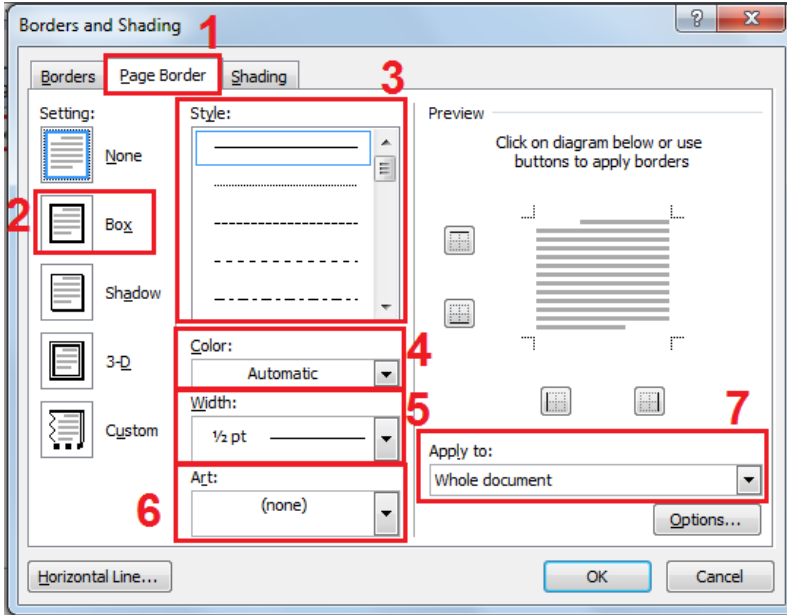 Borders and Shading
1
Borders
Page Border
Shading
3
Setting:
None
2
Box
Shadow
3-D
Custom
Style:
4
Color:
Automatic
5
Width:
½ pt
6
Art:
(none)
Preview
Click on diagram below or use
buttons to apply borders
7
Apply to:
Whole document
Options...
Horizontal Line...
OK
Cancel